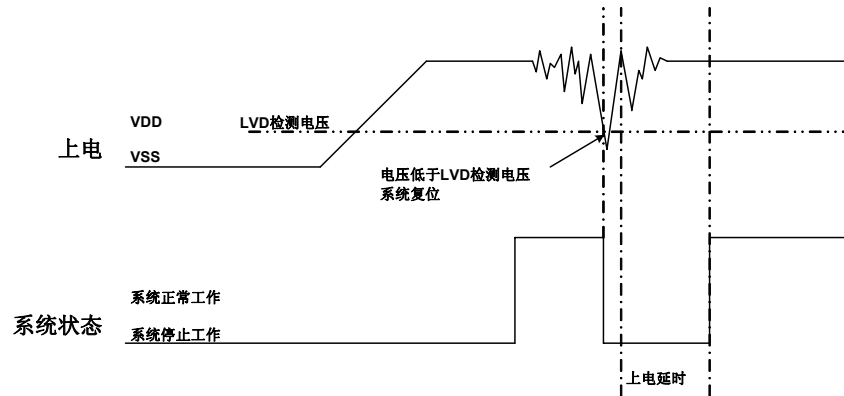 VDD
LVD检测电压
上电
VSS
电压低于LVD检测电压
系统复位
系统正常工作
系统状态
系统停止工作
上电延时